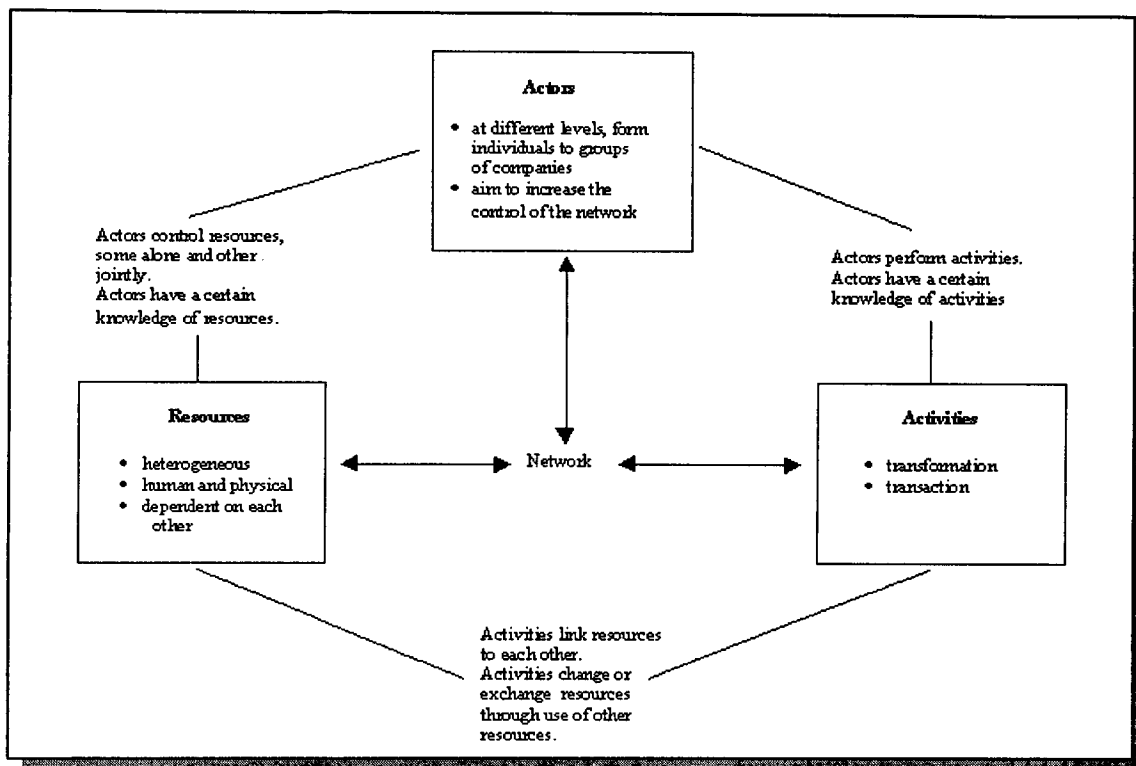 Actors
• at different levels, form
individuals to groups
of companies
• aim to increase the
control of the network
Actors control resources,
some alone and other
jointly.
Actors have a certain
knowledge of resources.
Actors perform activities.
Actors have a certain
knowledge of activities
Resources
• heterogeneous
• human and physical
• dependent on each
other
Network
Activities
• transformation
• transaction
Activities link resources
to each other.
Activities change or
exchange resources
through use of other
resources.